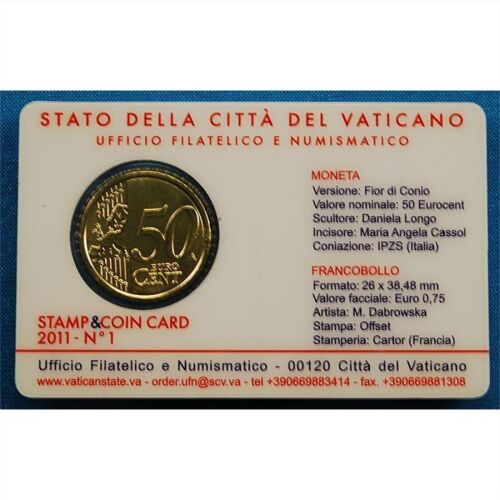 STATO DELLA CITTÀ DEL VATICANO
UFFICIO FILATELICO E NUMISMATICO
50
EURO
CENT
MONETA
Versione: Fior di Conio
Valore nominale: 50 Eurocent
Scultore: Daniela Longo
Incisore: Maria Angela Cassol
Coniazione: IPZS (Italia)
FRANCOBOLLO
Formato: 26 x 38,48 mm
Valore facciale: Euro 0,75
Artista: M. Dabrowska
Stampa: Offset
Stamperia: Cartor (Francia)
STAMP&COIN CARD
2011 - N° 1
Ufficio Filatelico e Numismatico - 00120 Città del Vaticano
www.vaticanstate.va - order.ufn@scv.va - tel +390669883414 - fax. +390669881308